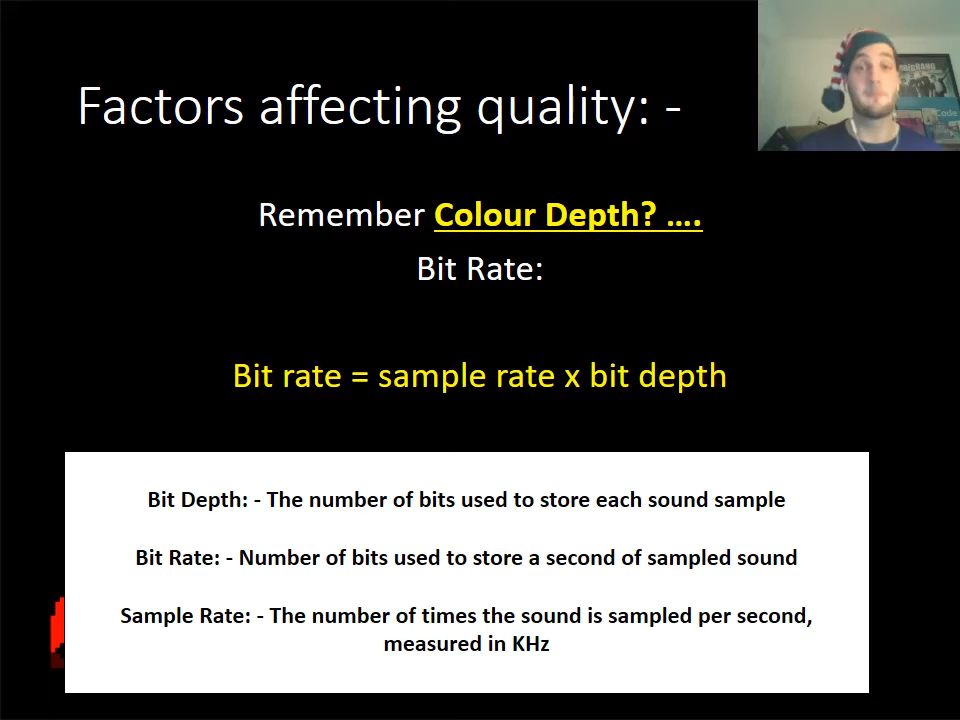 Factors affecting quality: -
Remember Colour Depth? ....
Bit Rate:
Bit rate = sample rate x bit depth
Bit Depth: - The number of bits used to store each sound sample
Bit Rate: - Number of bits used to store a second of sampled sound
Sample Rate: - The number of times the sound is sampled per second,
measured in KHz
Code